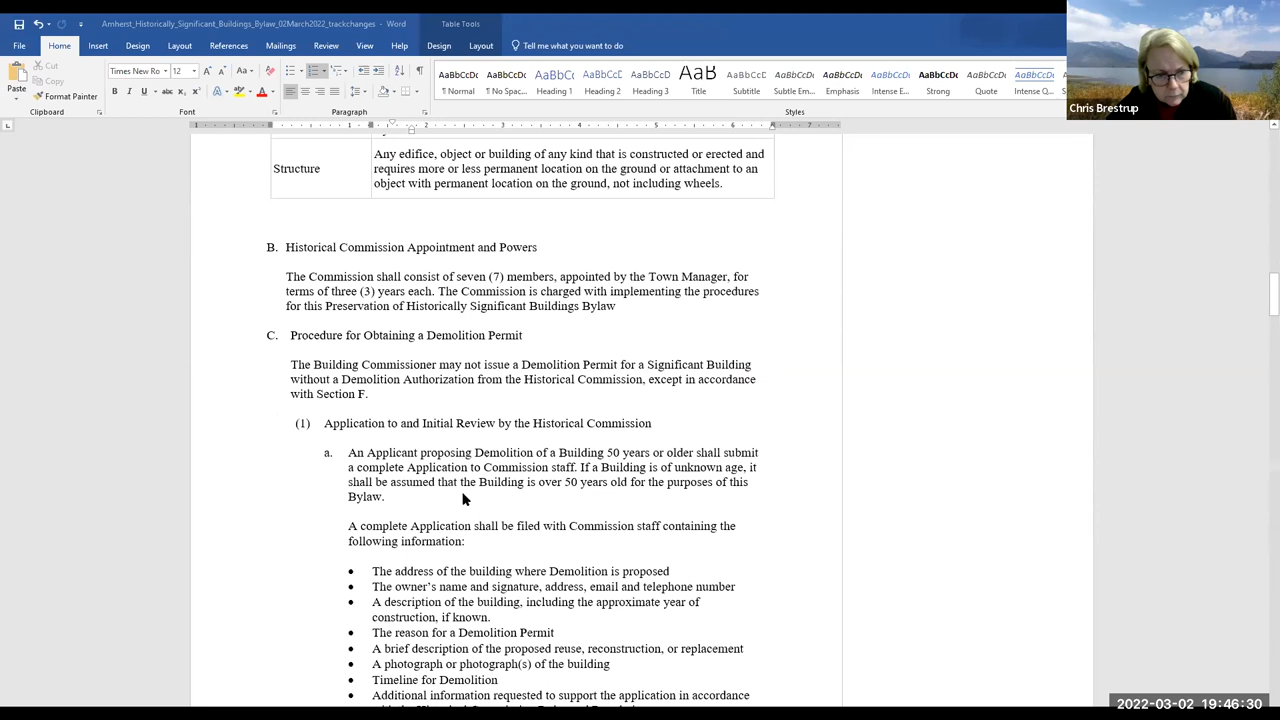 Amherst_Historically_Significant_Buildings_Bylaw_02March2022_trackchanges - Word
Table Tools
File Home Insert Design Layout References Mailings Review View Help Design Layout Tell me what you want to do
Paste
Cut
Copy
Format Painter
Clipboard
Times New Ro 12
Font
Paragraph
AaBbCcDc AaBbCcDc AaBbCcD AaBbCcDc AaBbCcD AaB AaBbCcD AaBbCcDc AaBbCcDc AaBbCcDc AaBbCcDc AaBbCcDc AaBbCcDc
¶ Normal ¶ No Spac... Heading 1 Heading 2 Heading 3 Title Subtitle Subtle Em... Emphasis Intense E... Strong Quote Intense Q...
Styles
Chris Brestrup
Structure
Any edifice, object or building of any kind that is constructed or erected and
requires more or less permanent location on the ground or attachment to an
object with permanent location on the ground, not including wheels.
B. Historical Commission Appointment and Powers
The Commission shall consist of seven (7) members, appointed by the Town Manager, for
terms of three (3) years each. The Commission is charged with implementing the procedures
for this Preservation of Historically Significant Buildings Bylaw
C. Procedure for Obtaining a Demolition Permit
The Building Commissioner may not issue a Demolition Permit for a Significant Building
without a Demolition Authorization from the Historical Commission, except in accordance
with Section F.
(1) Application to and Initial Review by the Historical Commission
a. An Applicant proposing Demolition of a Building 50 years or older shall submit
a complete Application to Commission staff. If a Building is of unknown age, it
shall be assumed that the Building is over 50 years old for the purposes of this
Bylaw.
A complete Application shall be filed with Commission staff containing the
following information:
• The address of the building where Demolition is proposed
• The owner’s name and signature, address, email and telephone number
• A description of the building, including the approximate year of
construction, if known.
• The reason for a Demolition Permit
• A brief description of the proposed reuse, reconstruction, or replacement
• A photograph or photograph(s) of the building
• Timeline for Demolition
• Additional information requested to support the application in accordance
2022-03-02 19:46:30